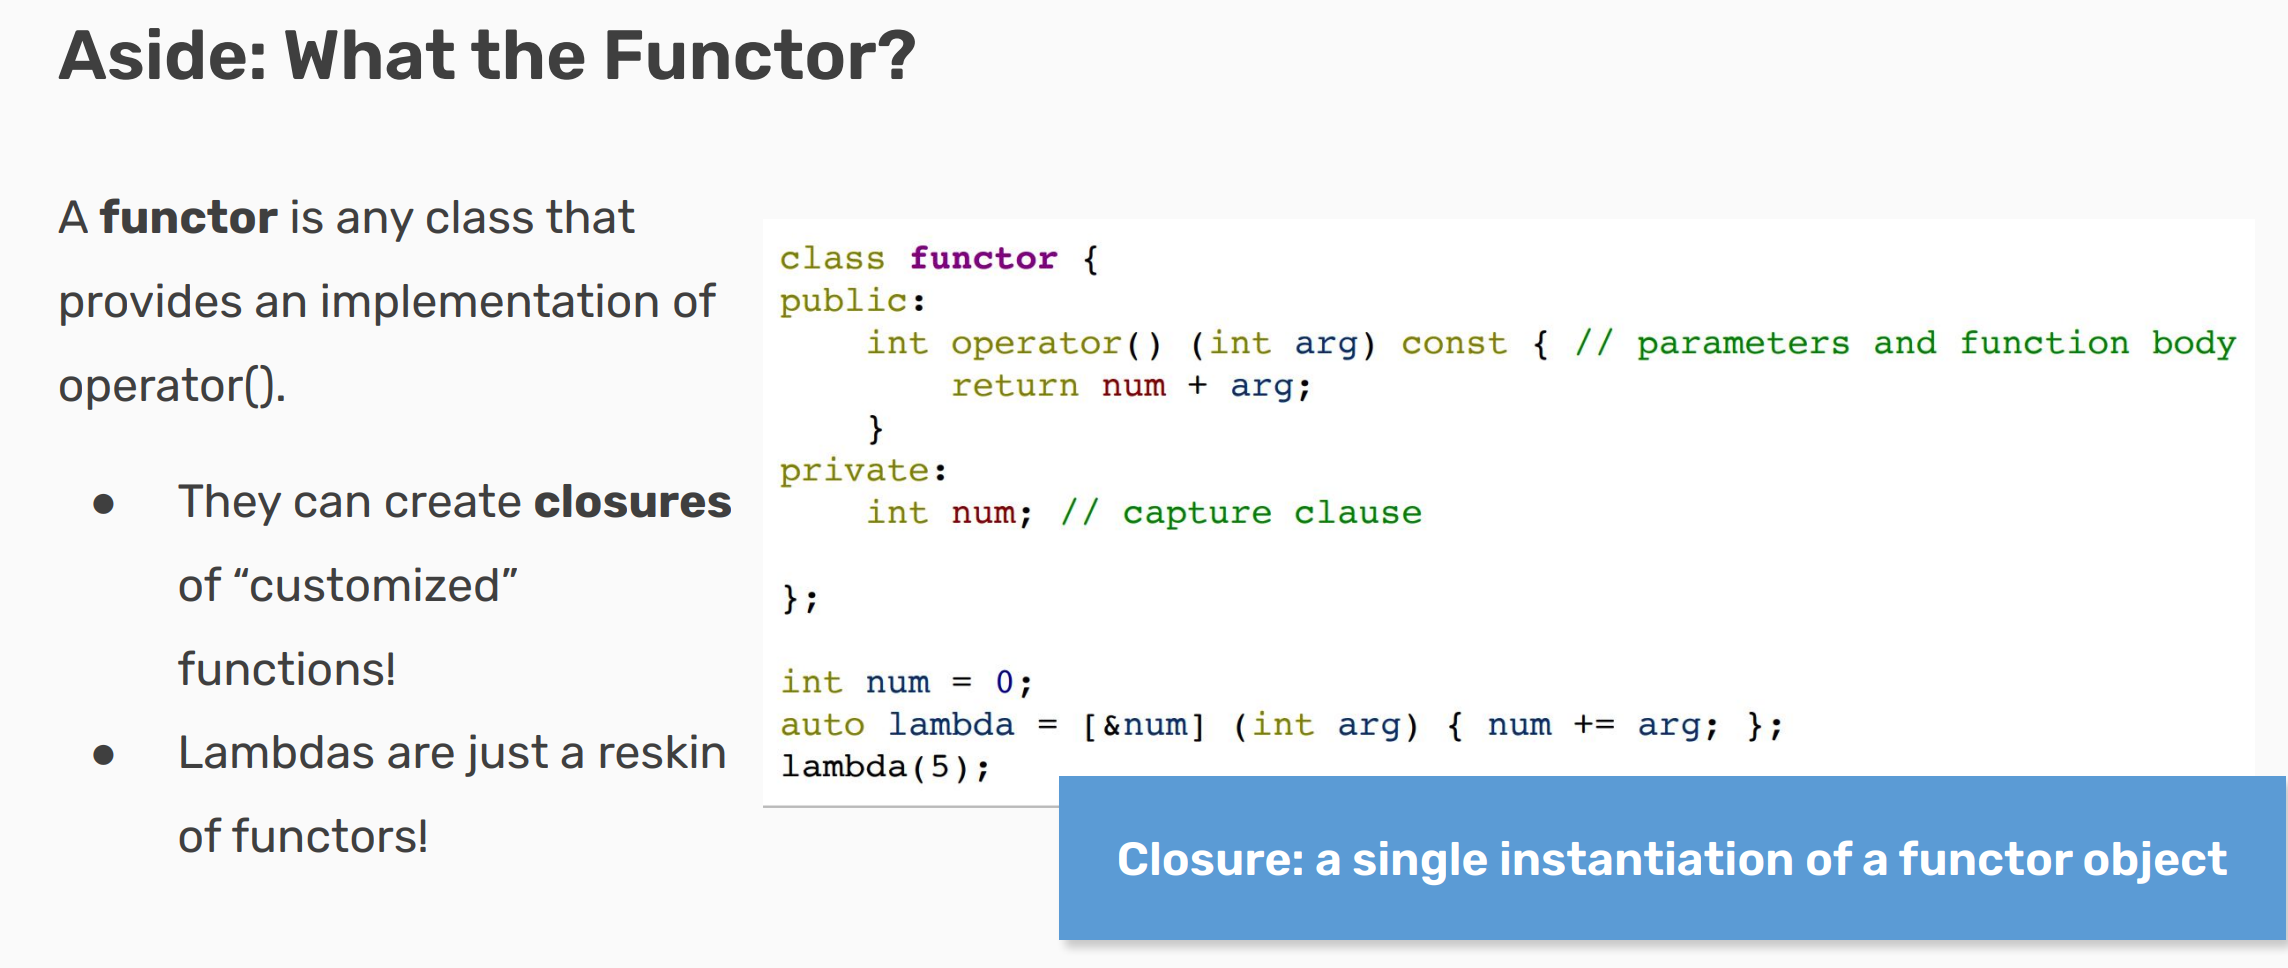 Aside: What the Functor?
A functor is any class that
provides an implementation of
operator().
● They can create closures
of “customized”
functions!
● Lambdas are just a reskin
of functors!
class functor {
public:
    int operator() (int arg) const { // parameters and function body
        return num + arg;
    }
private:
    int num; // capture clause
};
int num = 0;
auto lambda = [&num] (int arg) { num += arg; };
lambda(5);
Closure: a single instantiation of a functor object